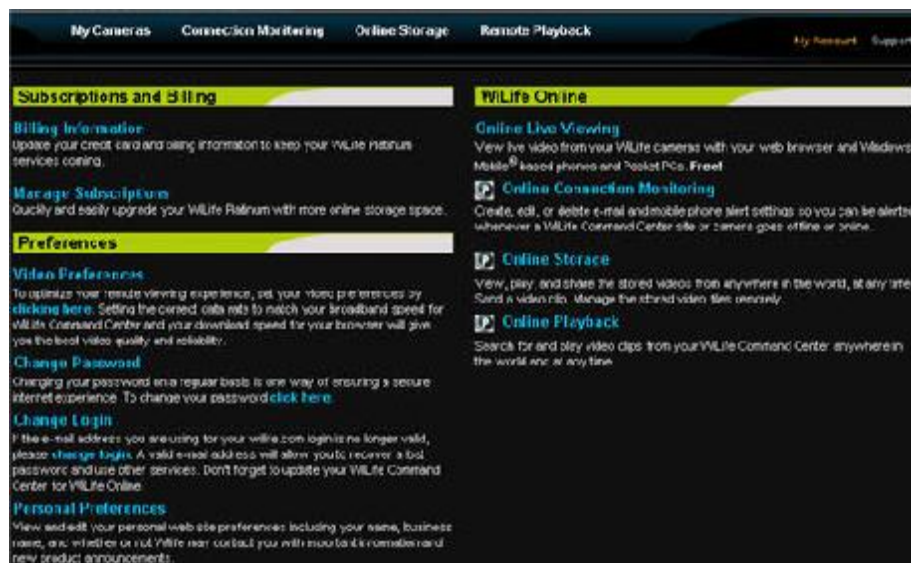 My Cameras Connection Monitoring Online Storage Remote Playback
My Account Support
Subscriptions and Billing
Billing Information
Update your credit card and billing information to keep your WiLife Platinum
services coming.
Manage Subscriptions
Quickly and easily upgrade your WiLife Platinum with more online storage space.
Preferences
Video Preferences
To optimize your remote viewing experience, set your video preferences by
clicking here. Setting the correct data rate to match your broadband speed for
WiLife Command Center and your download speed for your browser will give
you the best video quality and reliability.
Change Password
Changing your password on a regular basis is one way of ensuring a secure
internet experience. To change your password click here.
Change Login
If the e-mail address you are using for your wilife.com login is no longer valid,
please change login. A valid e-mail address will allow you to recover a lost
password and use other services. Don't forget to update your WiLife Command
Center for WiLife Online.
Personal Preferences
View and edit your personal web site preferences including your name, business
name, and whether or not WiLife may contact you with important information and
new product announcements.
WiLife Online
Online Live Viewing
View live video from your WiLife cameras with your web browser and Windows
Mobile® based phones and Pocket PCs. Free!
P Online Connection Monitoring
Create, edit, or delete e-mail and mobile phone alert settings so you can be alerted
whenever a WiLife Command Center site or camera goes offline or online.
P Online Storage
View, play, and share the stored videos from anywhere in the world, at any time.
Send a video clip. Manage the stored video files remotely.
P Online Playback
Search for and play video clips from your WiLife Command Center anywhere in
the world and at any time.